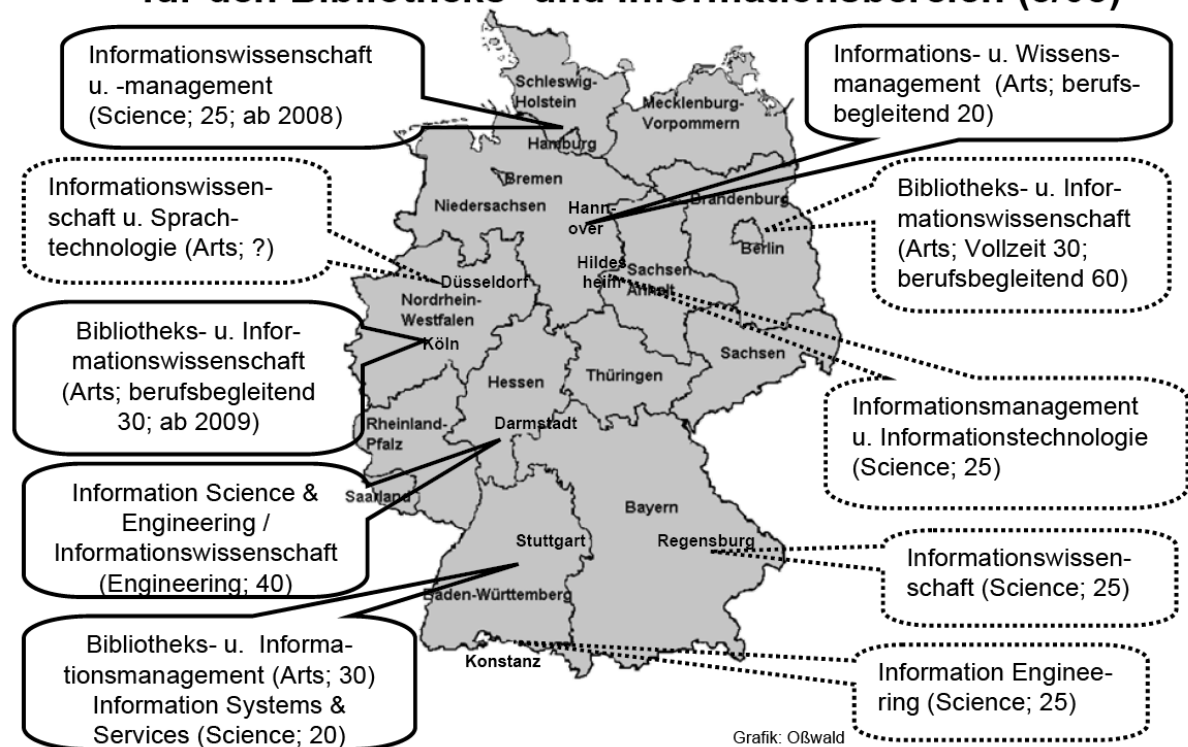 für den Bibliotheks- und Informationsbereich
Informationswissenschaft
u. -management
(Science; 25; ab 2008)
Informations- u. Wissens-
management (Arts; berufs-
begleitend 20)
Schleswig-
Holstein
Mecklenburg-
Vorpommern
Hamburg
Bremen
Niedersachsen
Hann-
over
Brandenburg
Berlin
Informationswissen-
schaft u. Sprach-
technologie (Arts; ?)
Bibliotheks- u. Infor-
mationswissenschaft
(Arts; Vollzeit 30;
berufsbegleitend 60)
Hildes
heim
Sachsen
Anhalt
Düsseldorf
Nordrhein-
Westfalen
Köln
Bibliotheks- u. Infor-
mationswissenschaft
(Arts; berufsbegleitend
30; ab 2009)
Sachsen
Thüringen
Hessen
Rheinland-
Pfalz
Darmstadt
Saarland
Informationsmanagement
u. Informationstechnologie
(Science; 25)
Information Science &
Engineering /
Informationswissenschaft
(Engineering; 40)
Bayern
Stuttgart
Regensburg
Baden-Württemberg
Informationswissen-
schaft (Science; 25)
Bibliotheks- u. Informa-
tionsmanagement (Arts; 30)
Information Systems &
Services (Science; 20)
Konstanz
Information Enginee-
ring (Science; 25)
Grafik: Oßwald